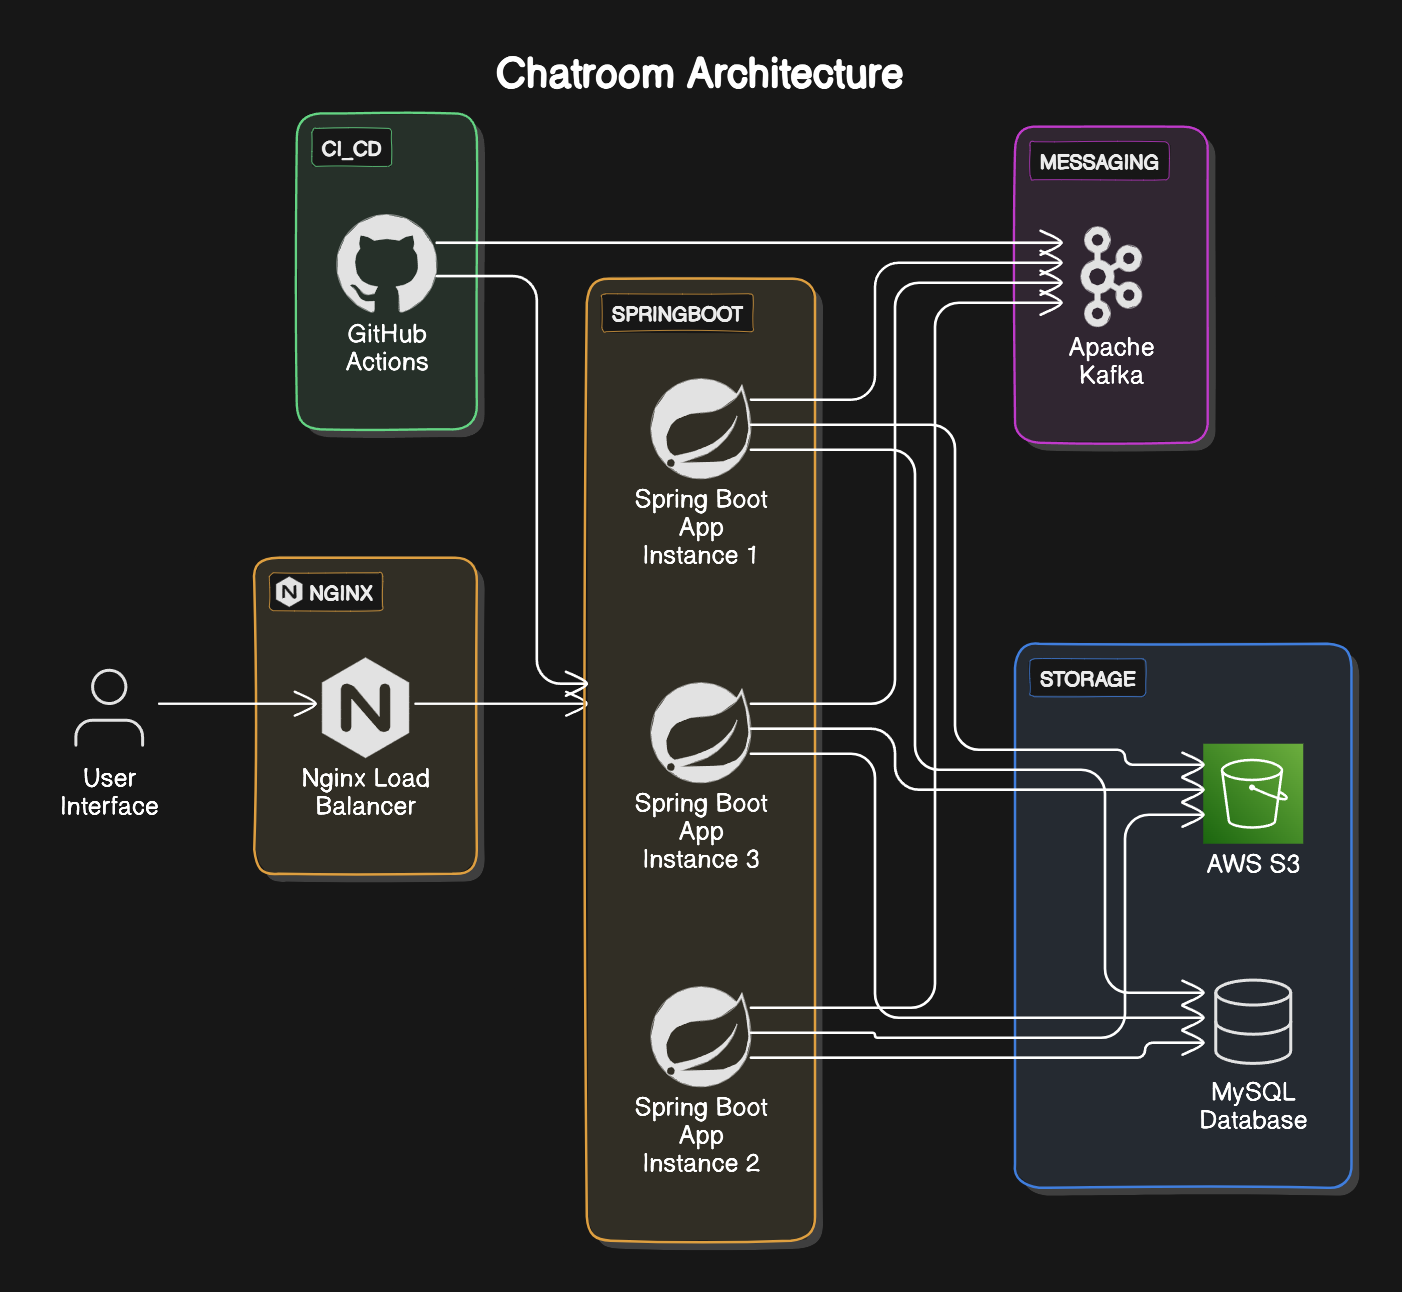 Chatroom Architecture
CI_CD
GitHub
Actions
MESSAGING
Apache
Kafka
SPRINGBOOT
Spring Boot
App
Instance 1
N NGINX
N
Nginx Load
Balancer
User
Interface
Spring Boot
App
Instance 3
STORAGE
AWS S3
Spring Boot
App
Instance 2
MySQL
Database